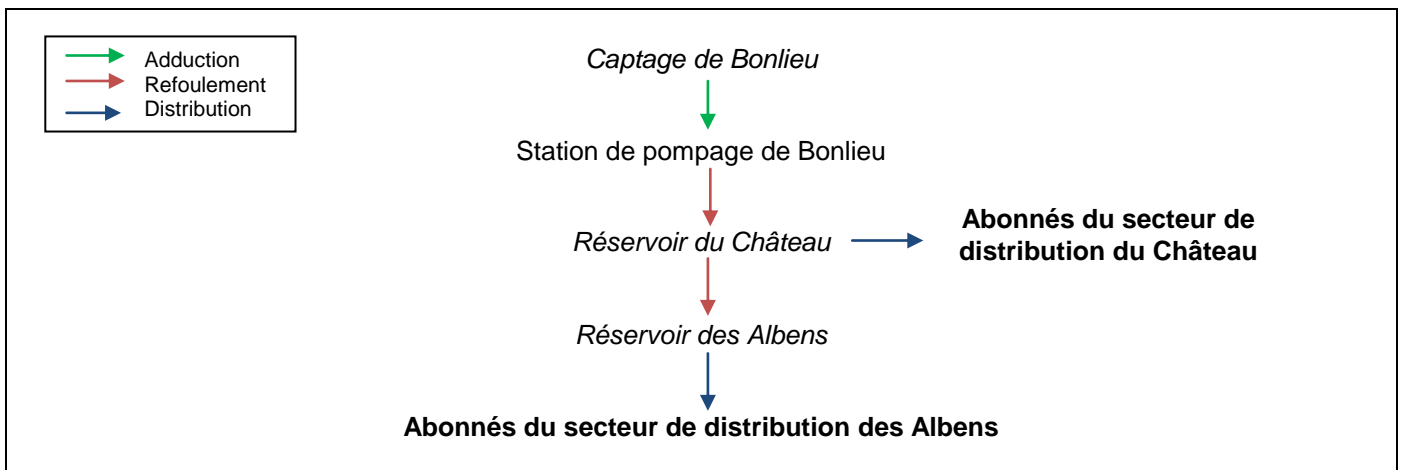 Adduction
Refoulement
Distribution
Captage de Bonlieu
Station de pompage de Bonlieu
Réservoir du Château
Abonnés du secteur de
distribution du Château
Réservoir des Albens
Abonnés du secteur de distribution des Albens